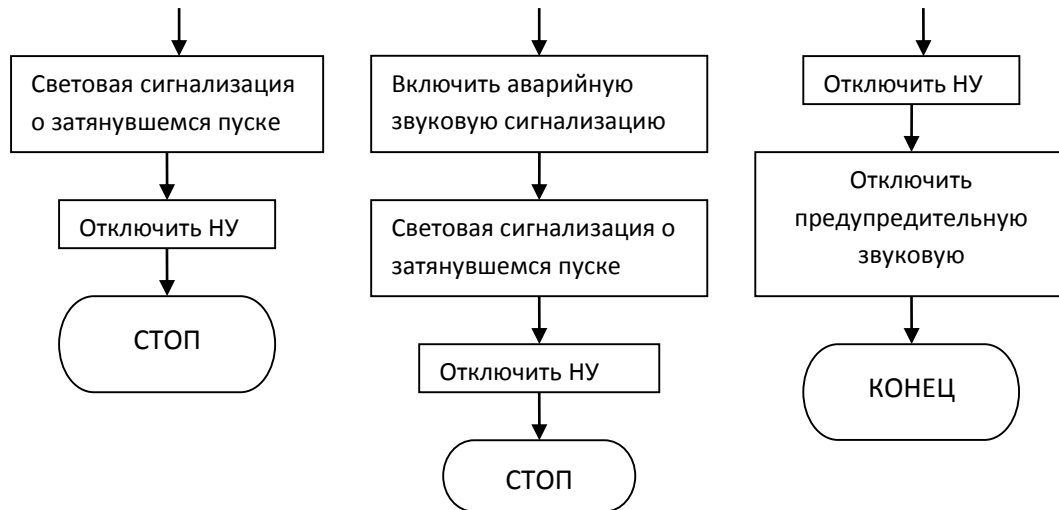 Световая сигнализация
о затянувшемся пуске
Отключить НУ
СТОП
Включить аварийную
звуковую сигнализацию
Световая сигнализация о
затянувшемся пуске
Отключить НУ
СТОП
Отключить НУ
Отключить
предупредительную
звуковую
КОНЕЦ